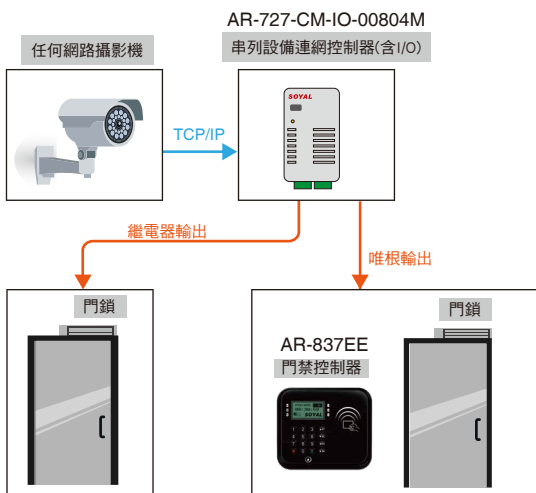 AR-727-CM-IO-00804M
任何網路攝影機
串列設備連網控制器(含I/O)
SOYAL
TCP/IP
繼電器輸出
唯根輸出
門鎖
門鎖
AR-837EE
門禁控制器
SOYAL